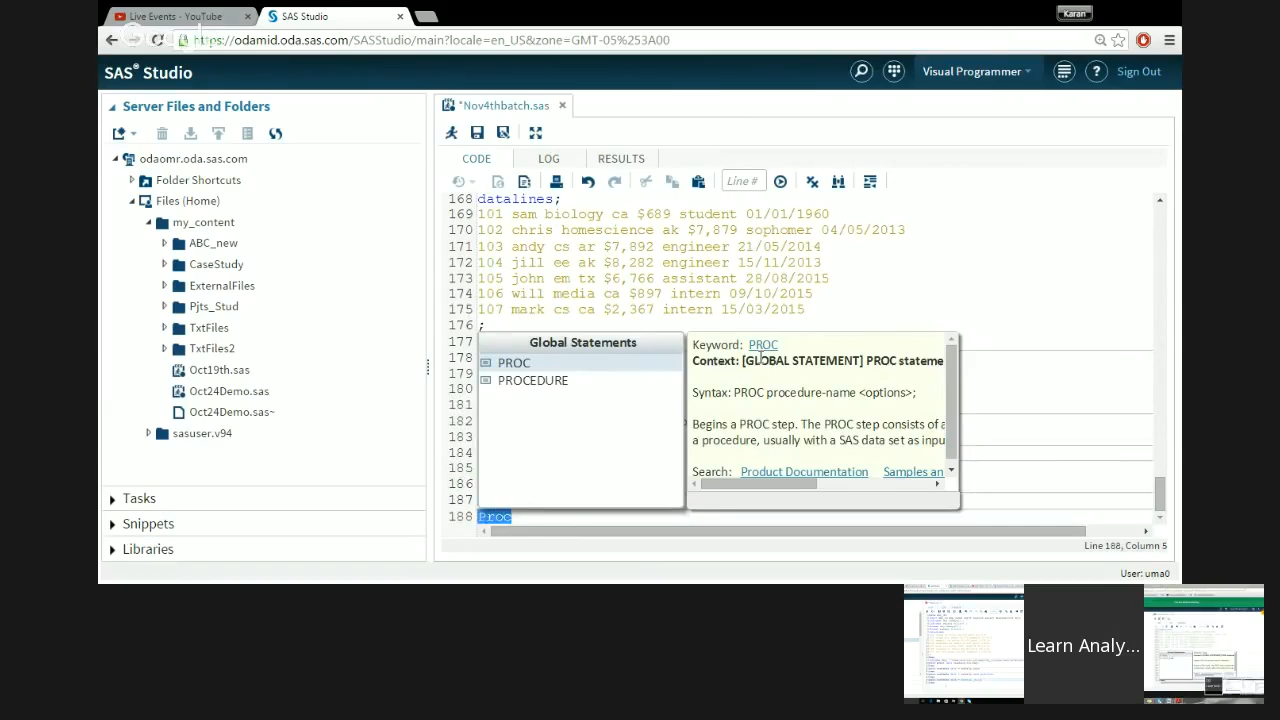 Live Events - YouTube
SAS Studio
Karan
https://odamid.oda.sas.com/SASStudio/main?locale=en_US&zone=GMT-05%253A00
SAS® Studio
Visual Programmer
Sign Out
Server Files and Folders
odaomr.oda.sas.com
Folder Shortcuts
Files (Home)
my_content
ABC_new
CaseStudy
ExternalFiles
Pjts_Stud
TxtFiles
TxtFiles2
Oct19th.sas
Oct24Demo.sas
Oct24Demo.sas~
sasuser.v94
Tasks
Snippets
Libraries
*Nov4thbatch.sas
CODE LOG RESULTS
Line #
168 datalines;
169 101 sam biology ca $689 student 01/01/1960
170 102 chris homescience ak $7,879 sophomer 04/05/2013
171 103 andy cs ar $7,892 engineer 21/05/2014
172 104 jill ee ak $8,282 engineer 15/11/2013
173 105 john em tx $6,766 assistant 28/08/2015
174 106 will media ca $897 intern 09/10/2015
175 107 mark cs ca $2,367 intern 15/03/2015
176 ;
177
178
179
180
181
182
183
184
185
186
187
188 Proc
Global Statements
PROC
PROCEDURE
Keyword: PROC
Context: [GLOBAL STATEMENT] PROC stateme
Syntax: PROC procedure-name <options>;
Begins a PROC step. The PROC step consists of a
a procedure, usually with a SAS data set as input
Search: Product Documentation Samples an
Line 188, Column 5
User: uma0